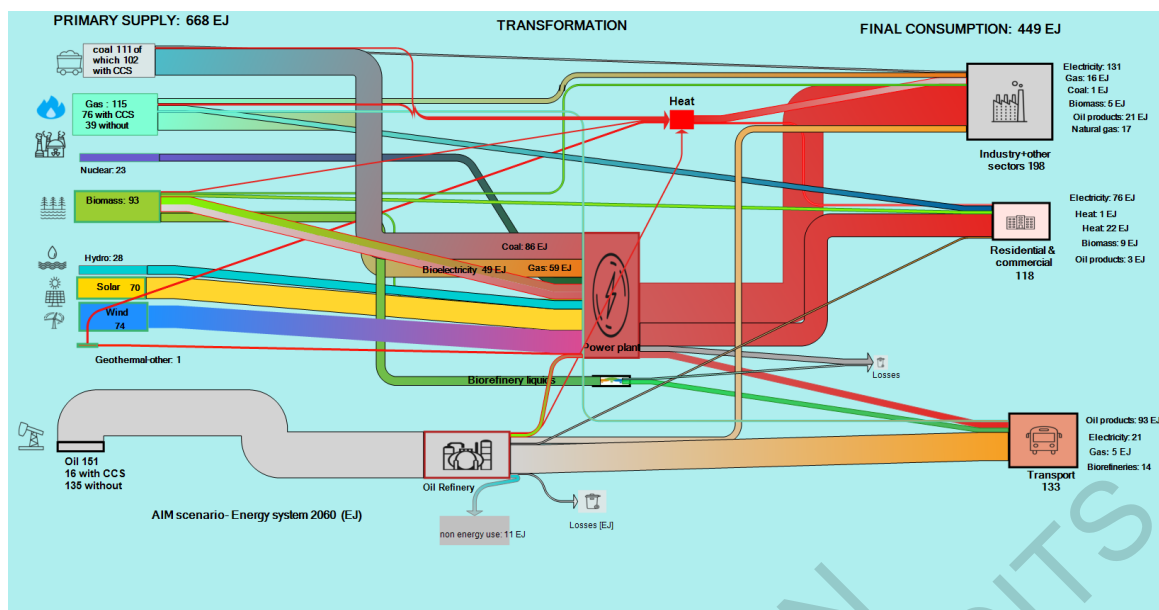 PRIMARY SUPPLY: 668 EJ
TRANSFORMATION
FINAL CONSUMPTION: 449 EJ
coal 111 of
which 102
with CCS
Gas : 115
76 with CCS
39 without
Nuclear: 23
Biomass: 93
Hydro: 28
Solar 70
Wind
74
Geothermal-other: 1
Oil 151
16 with CCS
135 without
Heat
Coal: 86 EJ
Gas: 59 EJ
Bioelectricity 49 EJ
Power plant
Biorefinery liquids
Losses
Oil Refinery
non energy use: 11 EJ
Losses [EJ]
Electricity: 131
Gas: 16 EJ
Coal: 1 EJ
Biomass: 5 EJ
Oil products: 21 EJ
Natural gas: 17
Industry+other
sectors 198
Electricity: 76 EJ
Heat: 1 EJ
Heat: 22 EJ
Biomass: 9 EJ
Oil products: 3 EJ
Residential &
commercial
118
Oil products: 93 EJ
Electricity: 21
Gas: 5 EJ
Biorefineries: 14
Transport
133
AIM scenario- Energy system 2060 (EJ)